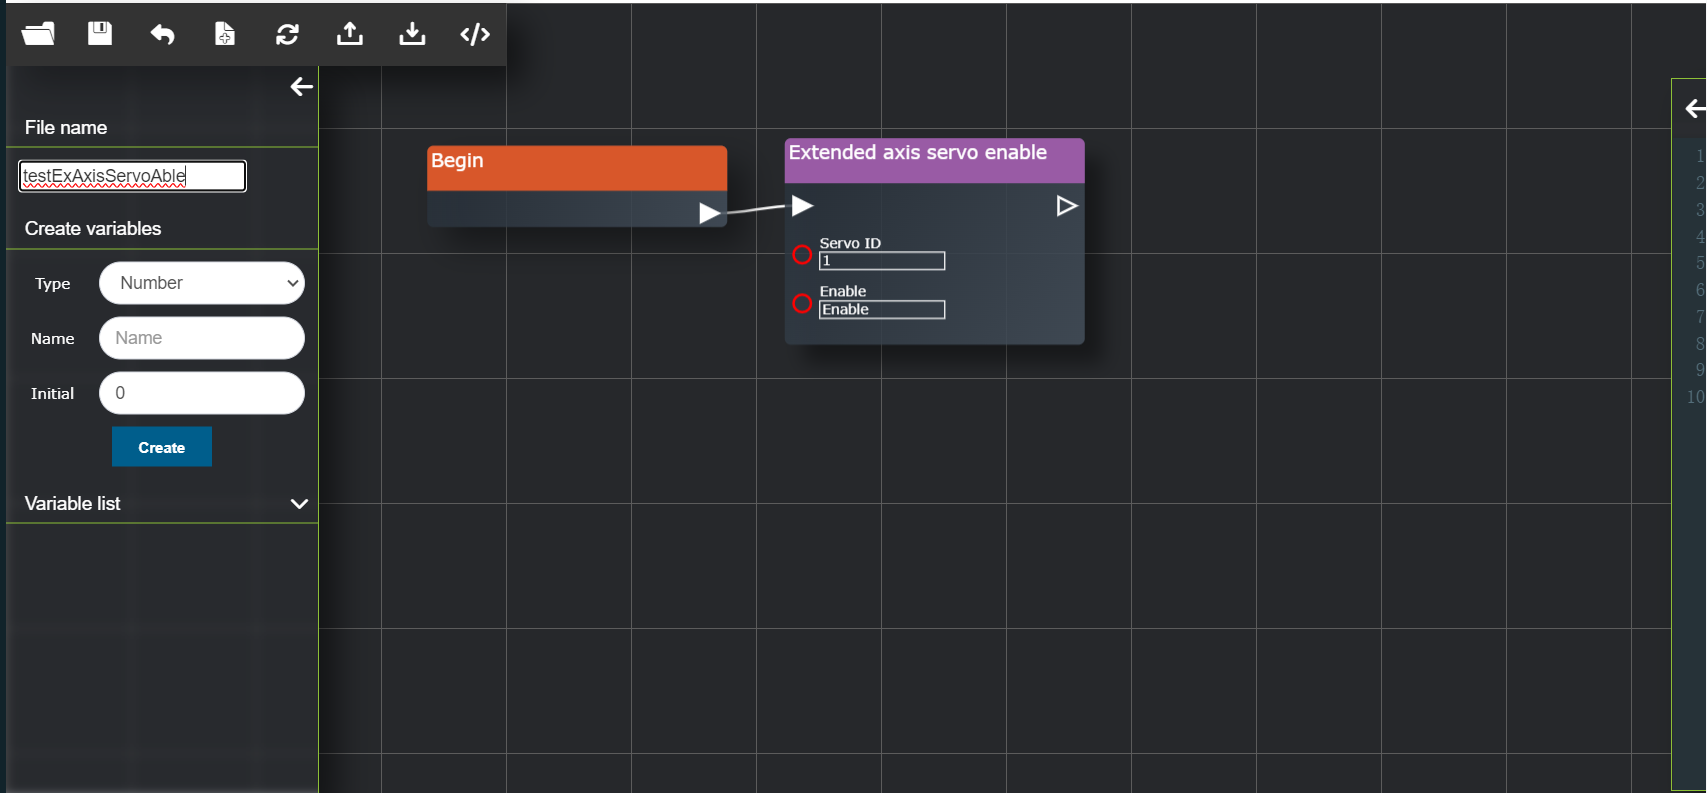 File name
testExAxisServoAble
Create variables
Type
Number
Name
Name
Initial
0
Create
Variable list
Begin
Extended axis servo enable
Servo ID
1
Enable
Enable
1
2
3
4
5
6
7
8
9
10